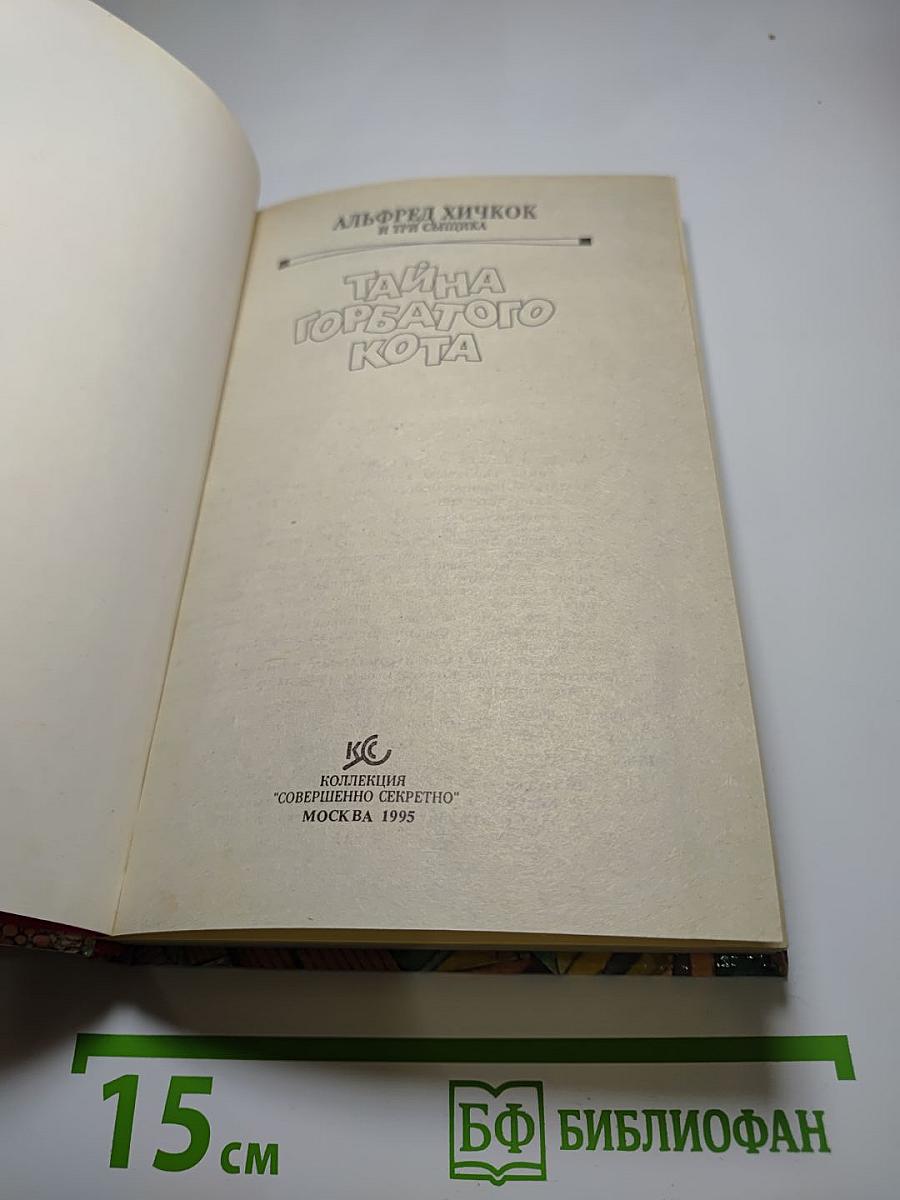 АЛЬФРЕД ХИЧКОК
И ТРИ СЫЩИКА
ТАЙНА
ГОРБАТОГО
КОТА
КСС
КОЛЛЕКЦИЯ
"СОВЕРШЕННО СЕКРЕТНО"
МОСКВА 1995
15 см
БФ БИБЛИОФАН